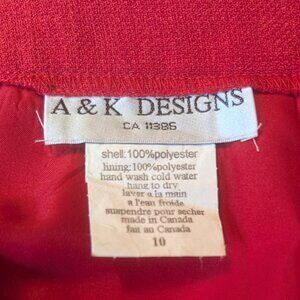 A & K DESIGNS
CA 11385
shell:100%polyester
lining:100%polyester
hand wash cold water
hang to dry
laver a la main
a l'eau froide
suspendre pour secher
made in Canada
fait au Canada
10